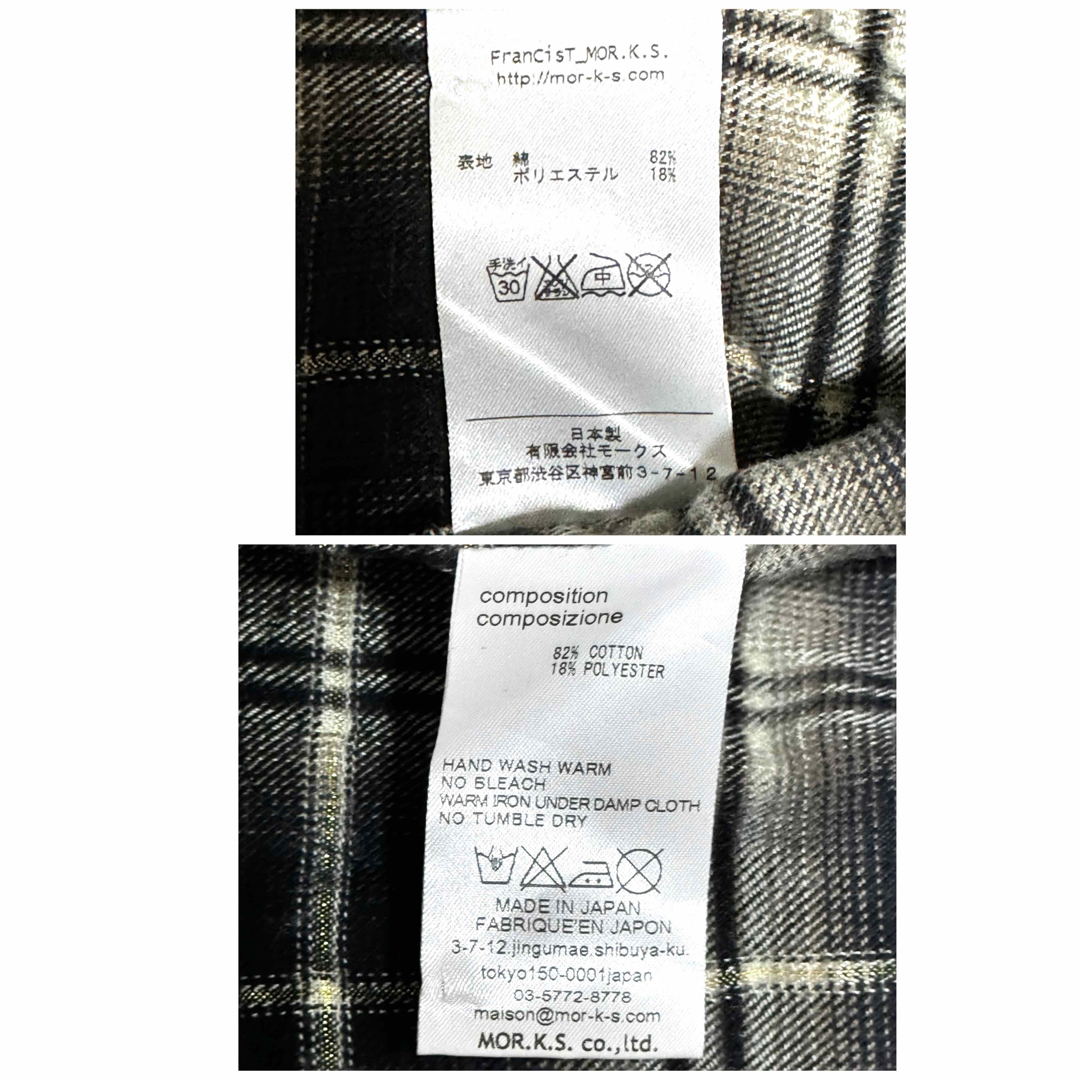 FranCisT_MOR.K.S.
http://mor-k-s.com
表地 綿 82%
ポリエステル 18%
手洗イ
30 中
日本製
有限会社モークス
東京都渋谷区神宮前3-7-12
composition
composizione
82% COTTON
18% POLYESTER
HAND WASH WARM
NO BLEACH
WARM IRON UNDER DAMP CLOTH
NO TUMBLE DRY
MADE IN JAPAN
FABRIQUE'EN JAPON
3-7-12.jingumae.shibuya-ku.
tokyo150-0001japan
03-5772-8778
maison@mor-k-s.com
MOR.K.S. co.,ltd.